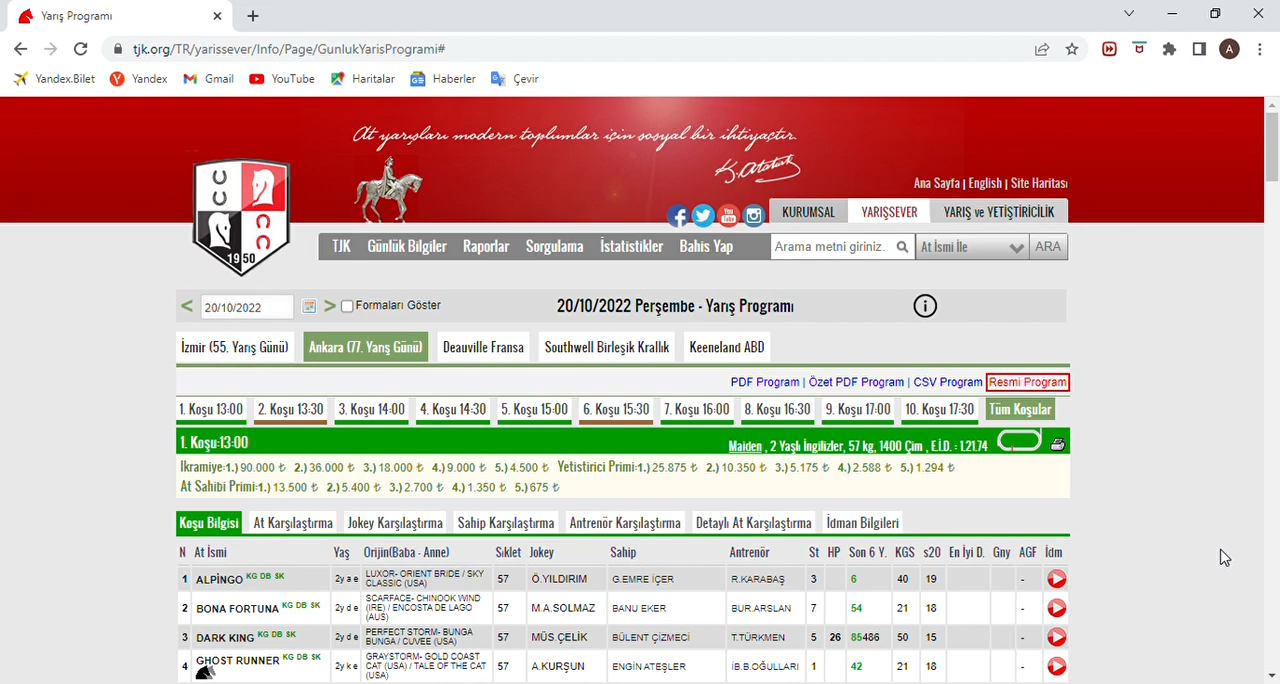 Yarış Programı
tjk.org/TR/yarissever/Info/Page/GunlukYarisProgrami#
A
Yandex.Bilet Yandex Gmail YouTube Haritalar Haberler Çevir
At yarışları modern toplumlar için sosyal bir ihtiyaçtır.
K. Atatürk
Ana Sayfa | English | Site Haritası
KURUMSAL YARIŞSEVER YARIŞ ve YETİŞTİRİCİLİK
1950
TJK Günlük Bilgiler Raporlar Sorgulama İstatistikler Bahis Yap Arama metni giriniz. At İsmi İle ARA
< 20/10/2022 > Formaları Göster 20/10/2022 Perşembe - Yarış Programı
İzmir (55. Yarış Günü) Ankara (77. Yarış Günü) Deauville Fransa Southwell Birleşik Krallık Keeneland ABD
PDF Program | Özet PDF Program | CSV Program Resmi Program
1. Koşu 13:00 2. Koşu 13:30 3. Koşu 14:00 4. Koşu 14:30 5. Koşu 15:00 6. Koşu 15:30 7. Koşu 16:00 8. Koşu 16:30 9. Koşu 17:00 10. Koşu 17:30 Tüm Koşular
1. Koşu:13:00 Maiden , 2 Yaşlı İngilizler, 57 kg, 1400 Çim , E.İ.D. : 1.21.74
Ikramiye:1.) 90.000 ₺ 2.) 36.000 ₺ 3.) 18.000 ₺ 4.) 9.000 ₺ 5.) 4.500 ₺ Yetistirici Primi:1.) 25.875 ₺ 2.) 10.350 ₺ 3.) 5.175 ₺ 4.) 2.588 ₺ 5.) 1.294 ₺
At Sahibi Primi:1.) 13.500 ₺ 2.) 5.400 ₺ 3.) 2.700 ₺ 4.) 1.350 ₺ 5.) 675 ₺
Koşu Bilgisi At Karşılaştırma Jokey Karşılaştırma Sahip Karşılaştırma Antrenör Karşılaştırma Detaylı At Karşılaştırma İdman Bilgileri
N At İsmi Yaş Orijin(Baba - Anne) Sıklet Jokey Sahip Antrenör St HP Son 6 Y. KGS s20 En İyi D. Gny AGF İdm
1 ALPİNGO KG DB SK 2y a e LUXOR- ORIENT BRIDE / SKY CLASSIC (USA) 57 Ö.YILDIRIM G.EMRE İÇER R.KARABAŞ 3 6 40 19 -
2 BONA FORTUNA KG DB SK 2y d e SCARFACE- CHINOOK WIND (IRE) / ENCOSTA DE LAGO (AUS) 57 M.A.SOLMAZ BANU EKER BUR.ARSLAN 7 54 21 18 -
3 DARK KING KG DB SK 2y d e PERFECT STORM- BUNGA BUNGA / CUVEE (USA) 57 MÜS.ÇELİK BÜLENT ÇİZMECİ T.TÜRKMEN 5 26 85486 50 15 -
4 GHOST RUNNER KG DB SK 2y k e GRAYSTORM- GOLD COAST CAT (USA) / TALE OF THE CAT (USA) 57 A.KURŞUN ENGİN ATEŞLER İB.B.OĞULLARI 1 42 21 18 -